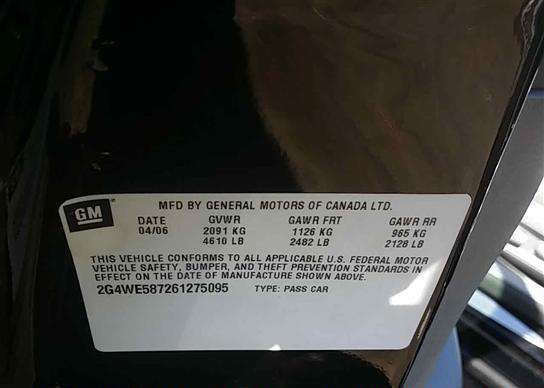 GM
MFD BY GENERAL MOTORS OF CANADA LTD.
DATE GVWR GAWR FRT GAWR RR
04/06 2091 KG 1126 KG 965 KG
4610 LB 2482 LB 2128 LB
THIS VEHICLE CONFORMS TO ALL APPLICABLE U.S. FEDERAL MOTOR
VEHICLE SAFETY, BUMPER, AND THEFT PREVENTION STANDARDS IN
EFFECT ON THE DATE OF MANUFACTURE SHOWN ABOVE.
2G4WE587261275095 TYPE: PASS CAR